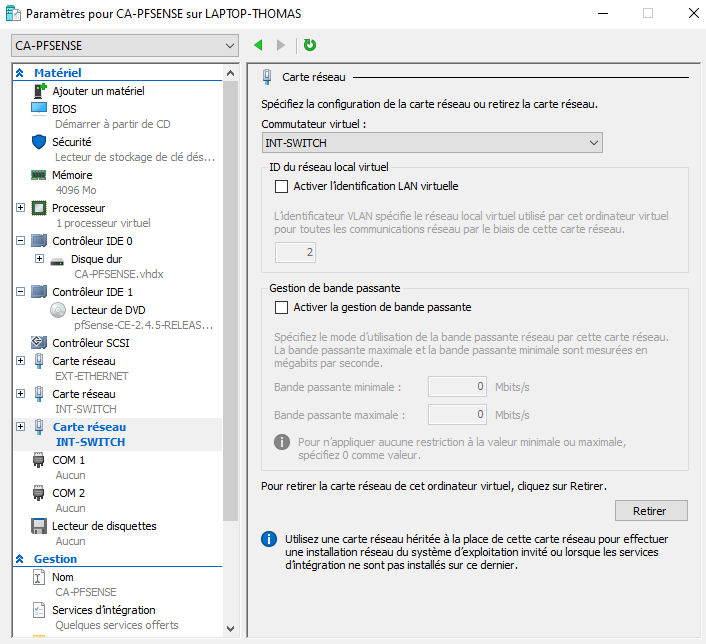 Paramètres pour CA-PFSENSE sur LAPTOP-THOMAS
CA-PFSENSE
Matériel
Ajouter un matériel
BIOS
Démarrer à partir de CD
Sécurité
Lecteur de stockage de clé dés...
Mémoire
4096 Mo
Processeur
1 processeur virtuel
Contrôleur IDE 0
Disque dur
CA-PFSENSE.vhdx
Contrôleur IDE 1
Lecteur de DVD
pfSense-CE-2.4.5-RELEAS...
Contrôleur SCSI
Carte réseau
EXT-ETHERNET
Carte réseau
INT-SWITCH
Carte réseau
INT-SWITCH
COM 1
Aucun
COM 2
Aucun
Lecteur de disquettes
Aucun
Gestion
Nom
CA-PFSENSE
Services d'intégration
Quelques services offerts
Carte réseau
Spécifiez la configuration de la carte réseau ou retirez la carte réseau.
Commutateur virtuel :
INT-SWITCH
ID du réseau local virtuel
Activer l'identification LAN virtuelle
L'identificateur VLAN spécifie le réseau local virtuel utilisé par cet ordinateur virtuel
pour toutes les communications réseau par le biais de cette carte réseau.
2
Gestion de bande passante
Activer la gestion de bande passante
Spécifiez le mode d'utilisation de la bande passante réseau par cette carte réseau.
La bande passante maximale et la bande passante minimale sont mesurées en
mégabits par seconde.
Bande passante minimale : 0 Mbits/s
Bande passante maximale : 0 Mbits/s
Pour n'appliquer aucune restriction à la valeur minimale ou maximale,
spécifiez 0 comme valeur.
Pour retirer la carte réseau de cet ordinateur virtuel, cliquez sur Retirer.
Retirer
Utilisez une carte réseau héritée à la place de cette carte réseau pour effectuer
une installation réseau du système d'exploitation invité ou lorsque les services
d'intégration ne sont pas installés sur ce dernier.